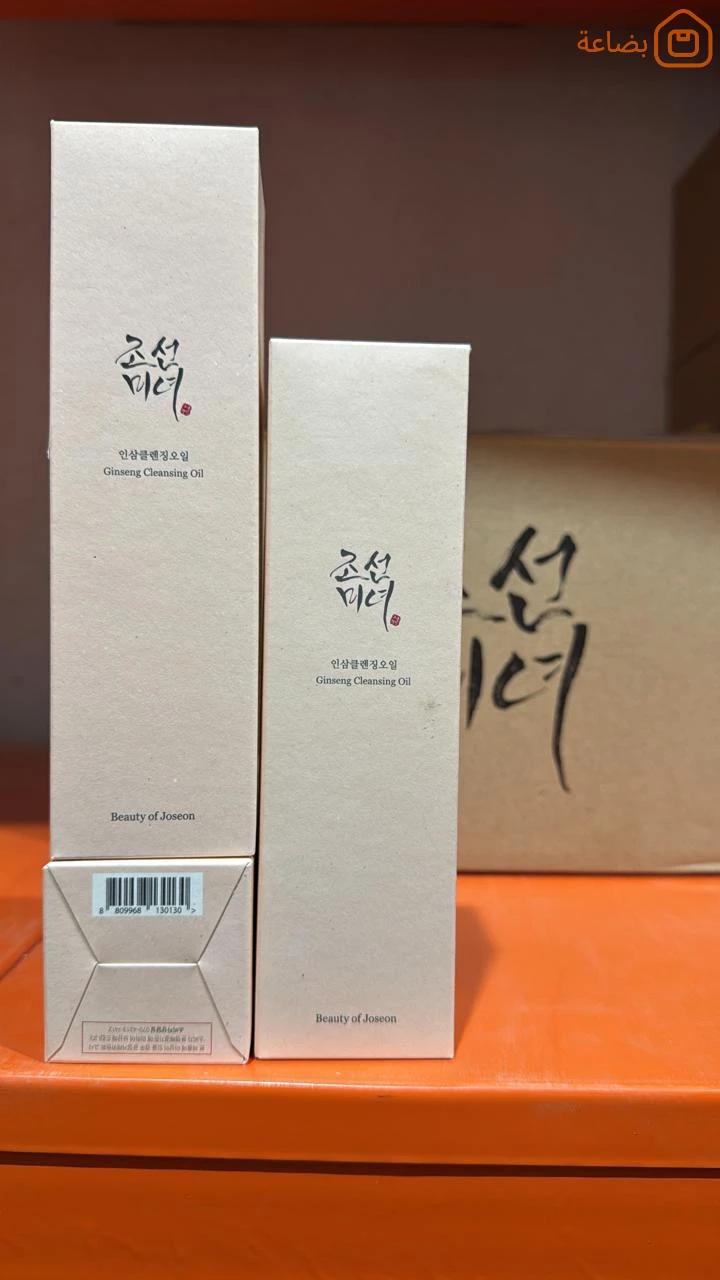 بضاعة
조선
미녀
인삼클렌징오일
Ginseng Cleansing Oil
Beauty of Joseon
8 809968 130130 >
조선
미녀
인삼클렌징오일
Ginseng Cleansing Oil
Beauty of Joseon
선
녀